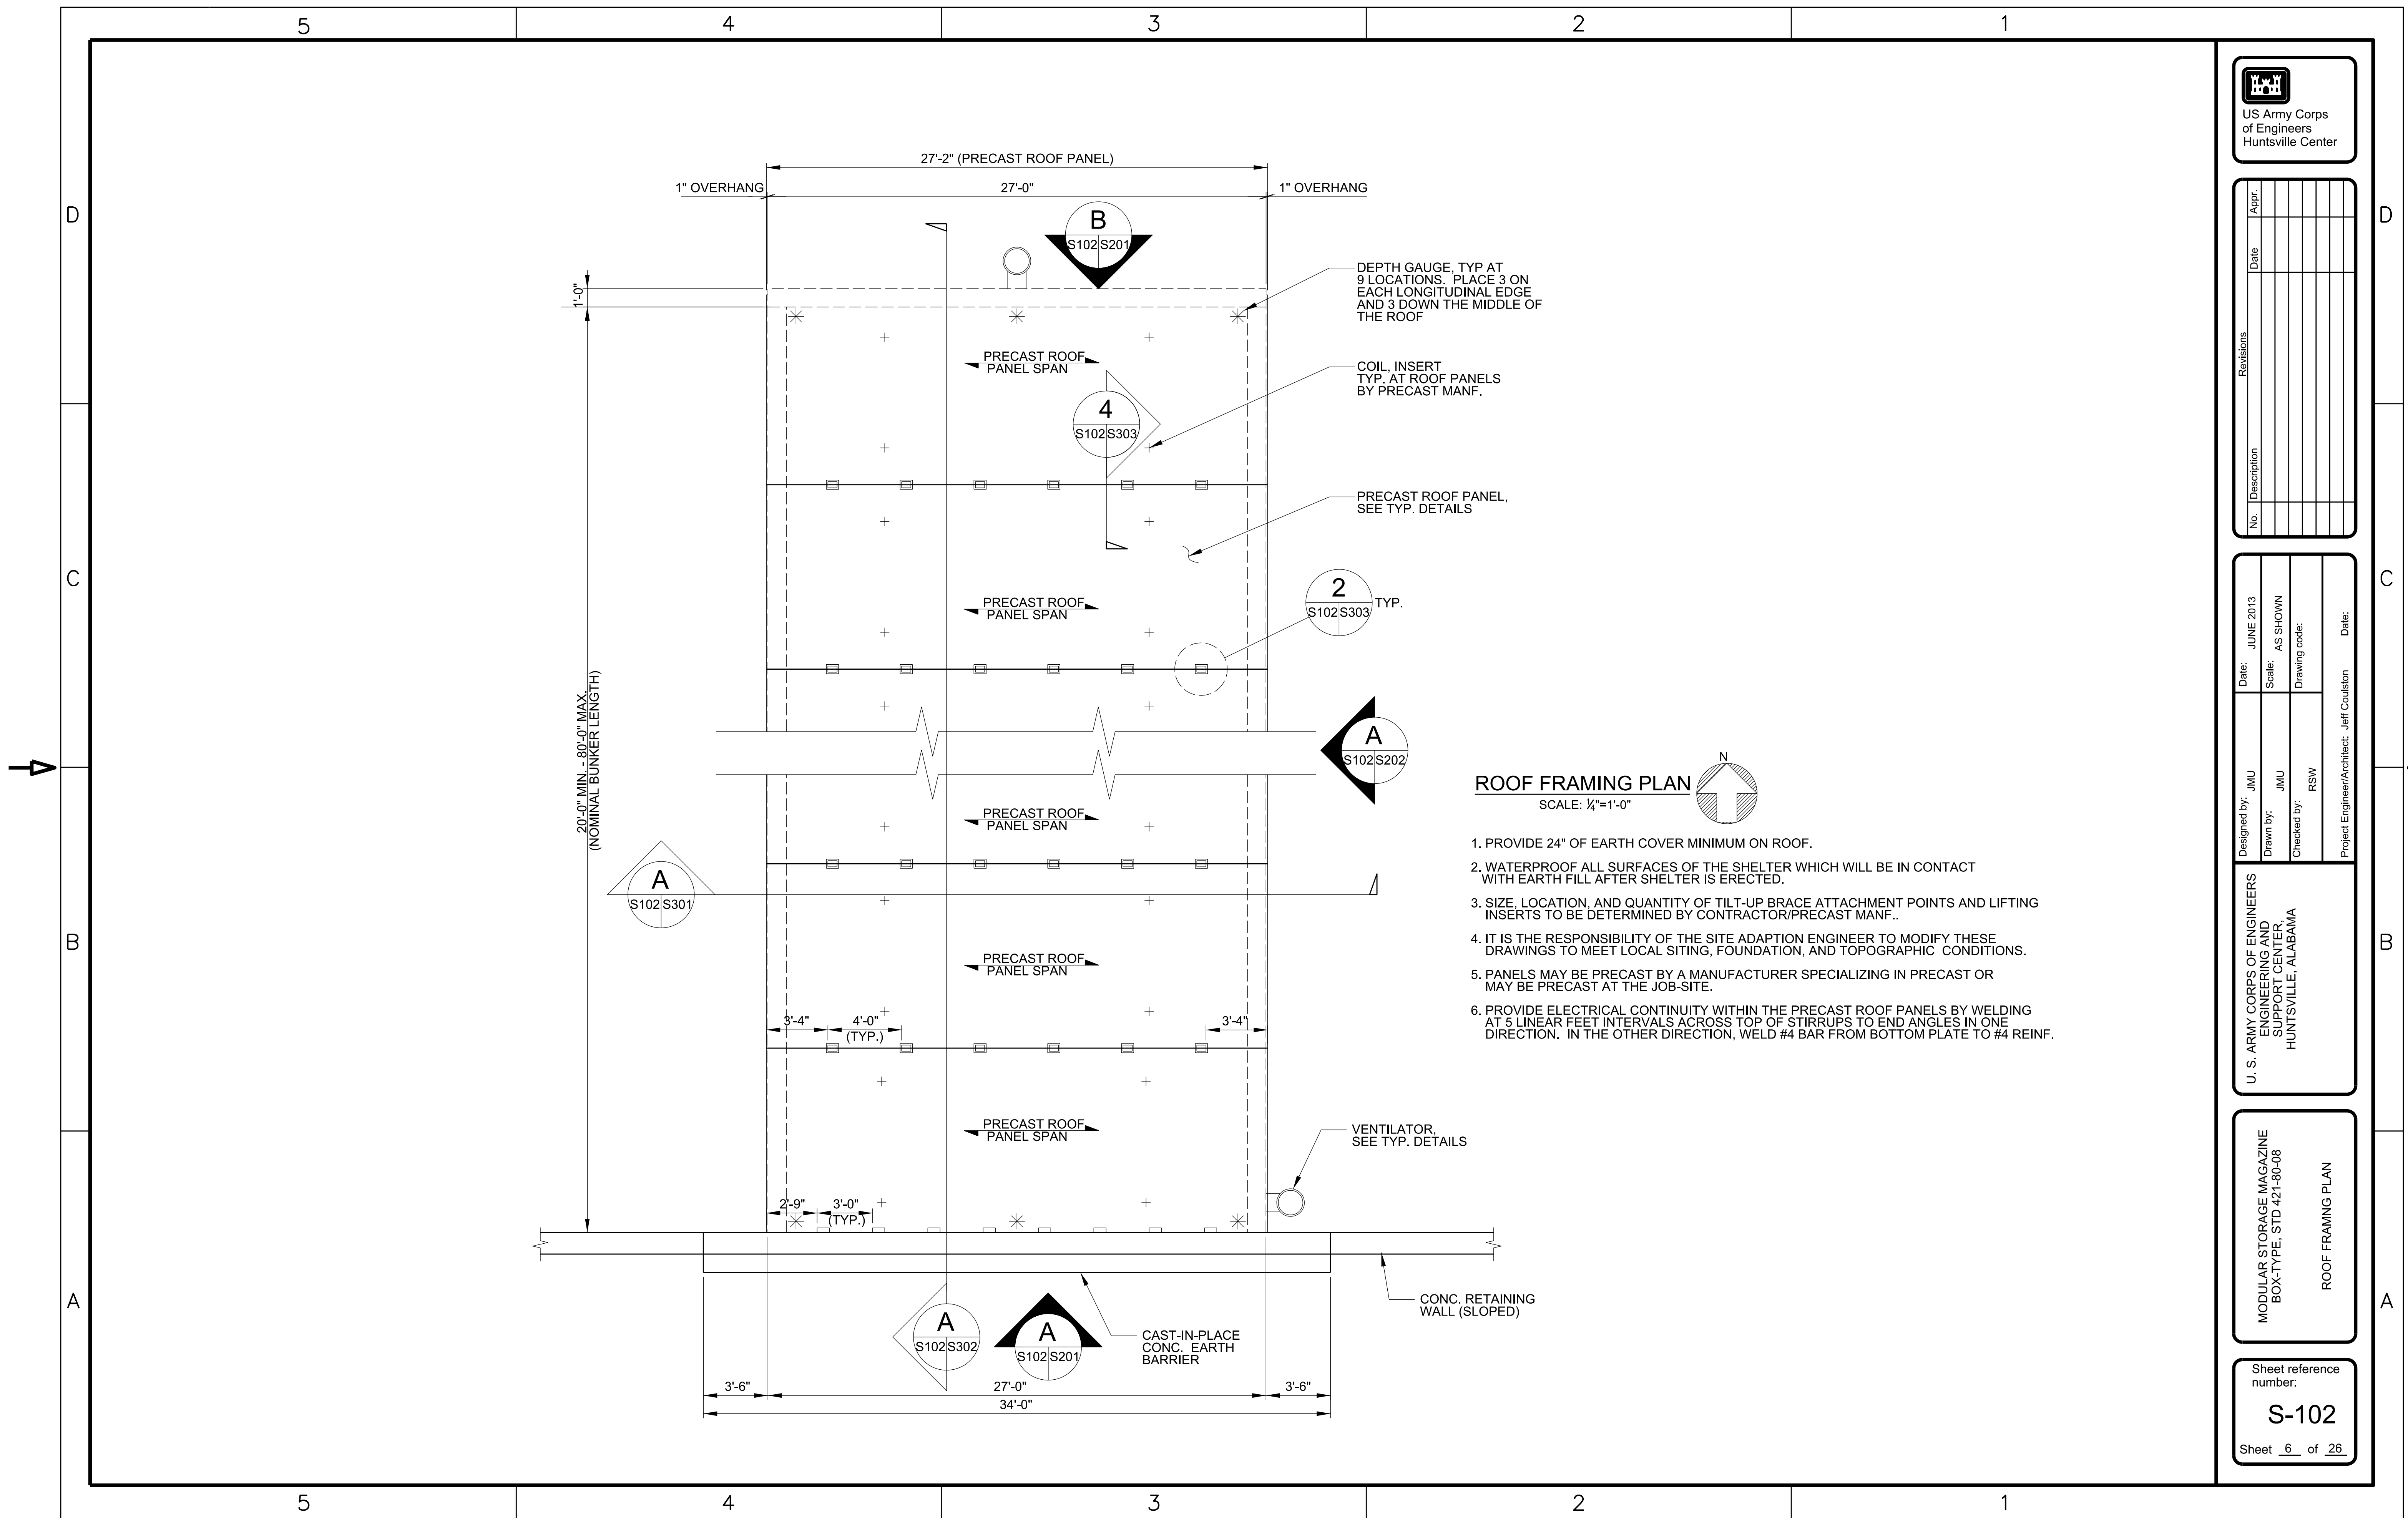 5
4
3
2
1
D
C
B
A
27'-2" (PRECAST ROOF PANEL)
1" OVERHANG
27'-0"
1" OVERHANG
B
S102 S201
1'-0"
DEPTH GAUGE, TYP AT
9 LOCATIONS. PLACE 3 ON
EACH LONGITUDINAL EDGE
AND 3 DOWN THE MIDDLE OF
THE ROOF
PRECAST ROOF
PANEL SPAN
COIL, INSERT
TYP. AT ROOF PANELS
BY PRECAST MANF.
4
S102 S303
PRECAST ROOF PANEL,
SEE TYP. DETAILS
PRECAST ROOF
PANEL SPAN
2
S102 S303
TYP.
20'-0" MIN. - 80'-0" MAX.
(NOMINAL BUNKER LENGTH)
A
S102 S202
PRECAST ROOF
PANEL SPAN
A
S102 S301
PRECAST ROOF
PANEL SPAN
3'-4"
4'-0"
(TYP.)
3'-4"
PRECAST ROOF
PANEL SPAN
VENTILATOR,
SEE TYP. DETAILS
2'-9"
3'-0"
(TYP.)
CONC. RETAINING
WALL (SLOPED)
A
S102 S302
A
S102 S201
CAST-IN-PLACE
CONC. EARTH
BARRIER
3'-6"
27'-0"
3'-6"
34'-0"
ROOF FRAMING PLAN
N
SCALE: ¼"=1'-0"
1. PROVIDE 24" OF EARTH COVER MINIMUM ON ROOF.
2. WATERPROOF ALL SURFACES OF THE SHELTER WHICH WILL BE IN CONTACT
WITH EARTH FILL AFTER SHELTER IS ERECTED.
3. SIZE, LOCATION, AND QUANTITY OF TILT-UP BRACE ATTACHMENT POINTS AND LIFTING
INSERTS TO BE DETERMINED BY CONTRACTOR/PRECAST MANF..
4. IT IS THE RESPONSIBILITY OF THE SITE ADAPTION ENGINEER TO MODIFY THESE
DRAWINGS TO MEET LOCAL SITING, FOUNDATION, AND TOPOGRAPHIC CONDITIONS.
5. PANELS MAY BE PRECAST BY A MANUFACTURER SPECIALIZING IN PRECAST OR
MAY BE PRECAST AT THE JOB-SITE.
6. PROVIDE ELECTRICAL CONTINUITY WITHIN THE PRECAST ROOF PANELS BY WELDING
AT 5 LINEAR FEET INTERVALS ACROSS TOP OF STIRRUPS TO END ANGLES IN ONE
DIRECTION. IN THE OTHER DIRECTION, WELD #4 BAR FROM BOTTOM PLATE TO #4 REINF.
US Army Corps
of Engineers
Huntsville Center
Revisions
No.
Description
Date
Appr.
Designed by: JMU
Date: JUNE 2013
Drawn by: JMU
Scale: AS SHOWN
Checked by: RSW
Drawing code:
Project Engineer/Architect: Jeff Coulston
Date:
U. S. ARMY CORPS OF ENGINEERS
ENGINEERING AND
SUPPORT CENTER,
HUNTSVILLE, ALABAMA
MODULAR STORAGE MAGAZINE
BOX-TYPE, STD 421-80-08
ROOF FRAMNG PLAN
Sheet reference
number:
S-102
Sheet 6 of 26
D
C
B
A
5
4
3
2
1